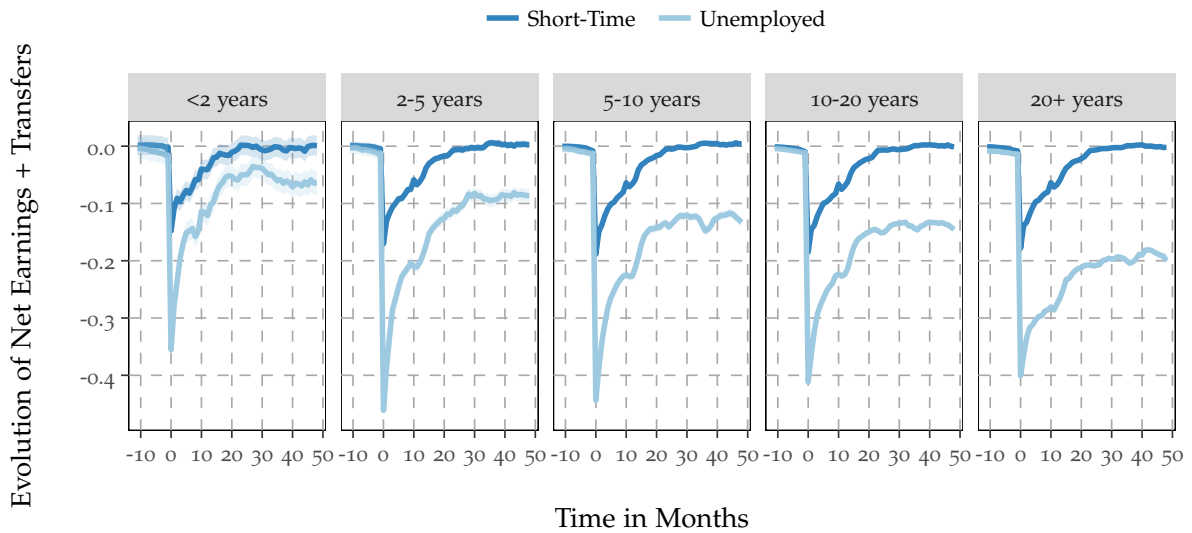 Short-Time Unemployed
Evolution of Net Earnings + Transfers
<2 years 2-5 years 5-10 years 10-20 years 20+ years
0.0
-0.1
-0.2
-0.3
-0.4
-10 0 10 20 30 40 50 -10 0 10 20 30 40 50 -10 0 10 20 30 40 50 -10 0 10 20 30 40 50 -10 0 10 20 30 40 50
Time in Months